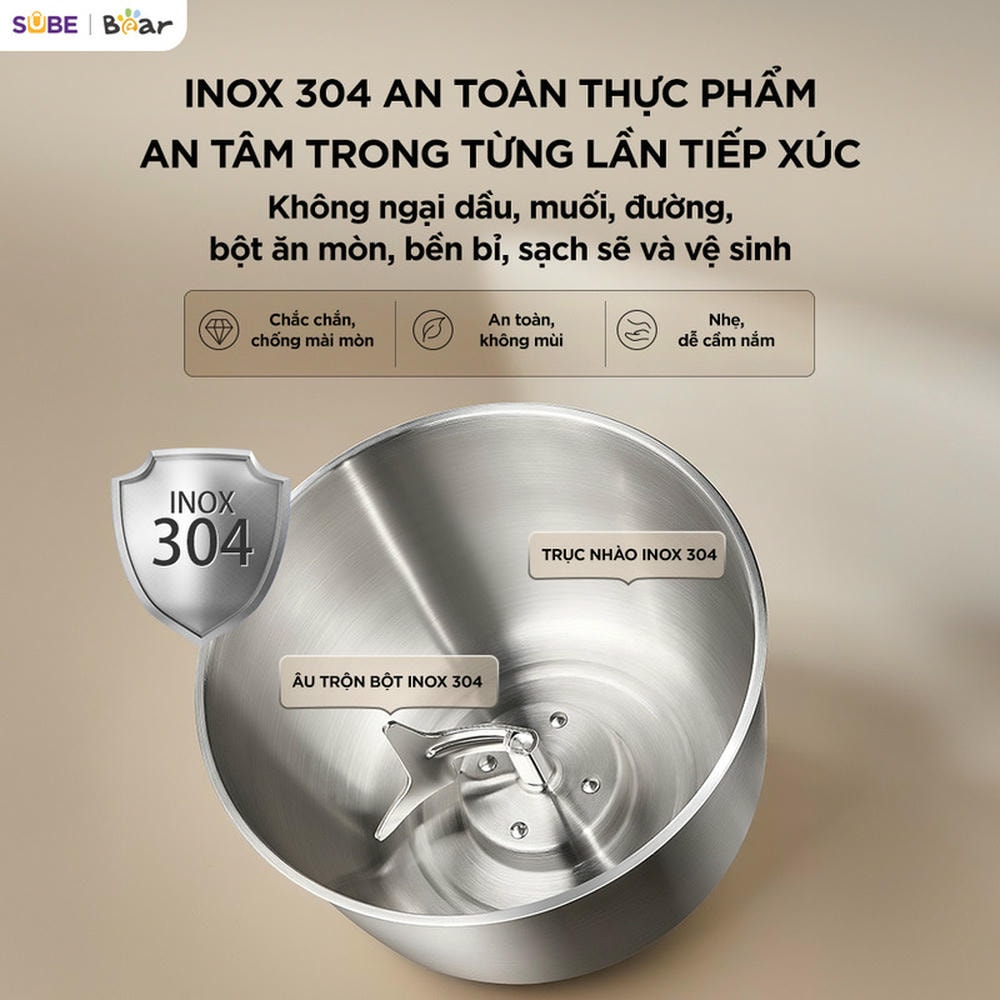 SUBE | Bear
INOX 304 AN TOÀN THỰC PHẨM
AN TÂM TRONG TỪNG LẦN TIẾP XÚC
Không ngại dầu, muối, đường,
bột ăn mòn, bền bỉ, sạch sẽ và vệ sinh
Chắc chắn,
chống mài mòn
An toàn,
không mùi
Nhẹ,
dễ cầm nắm
INOX
304
TRỤC NHÀO INOX 304
ÂU TRỘN BỘT INOX 304